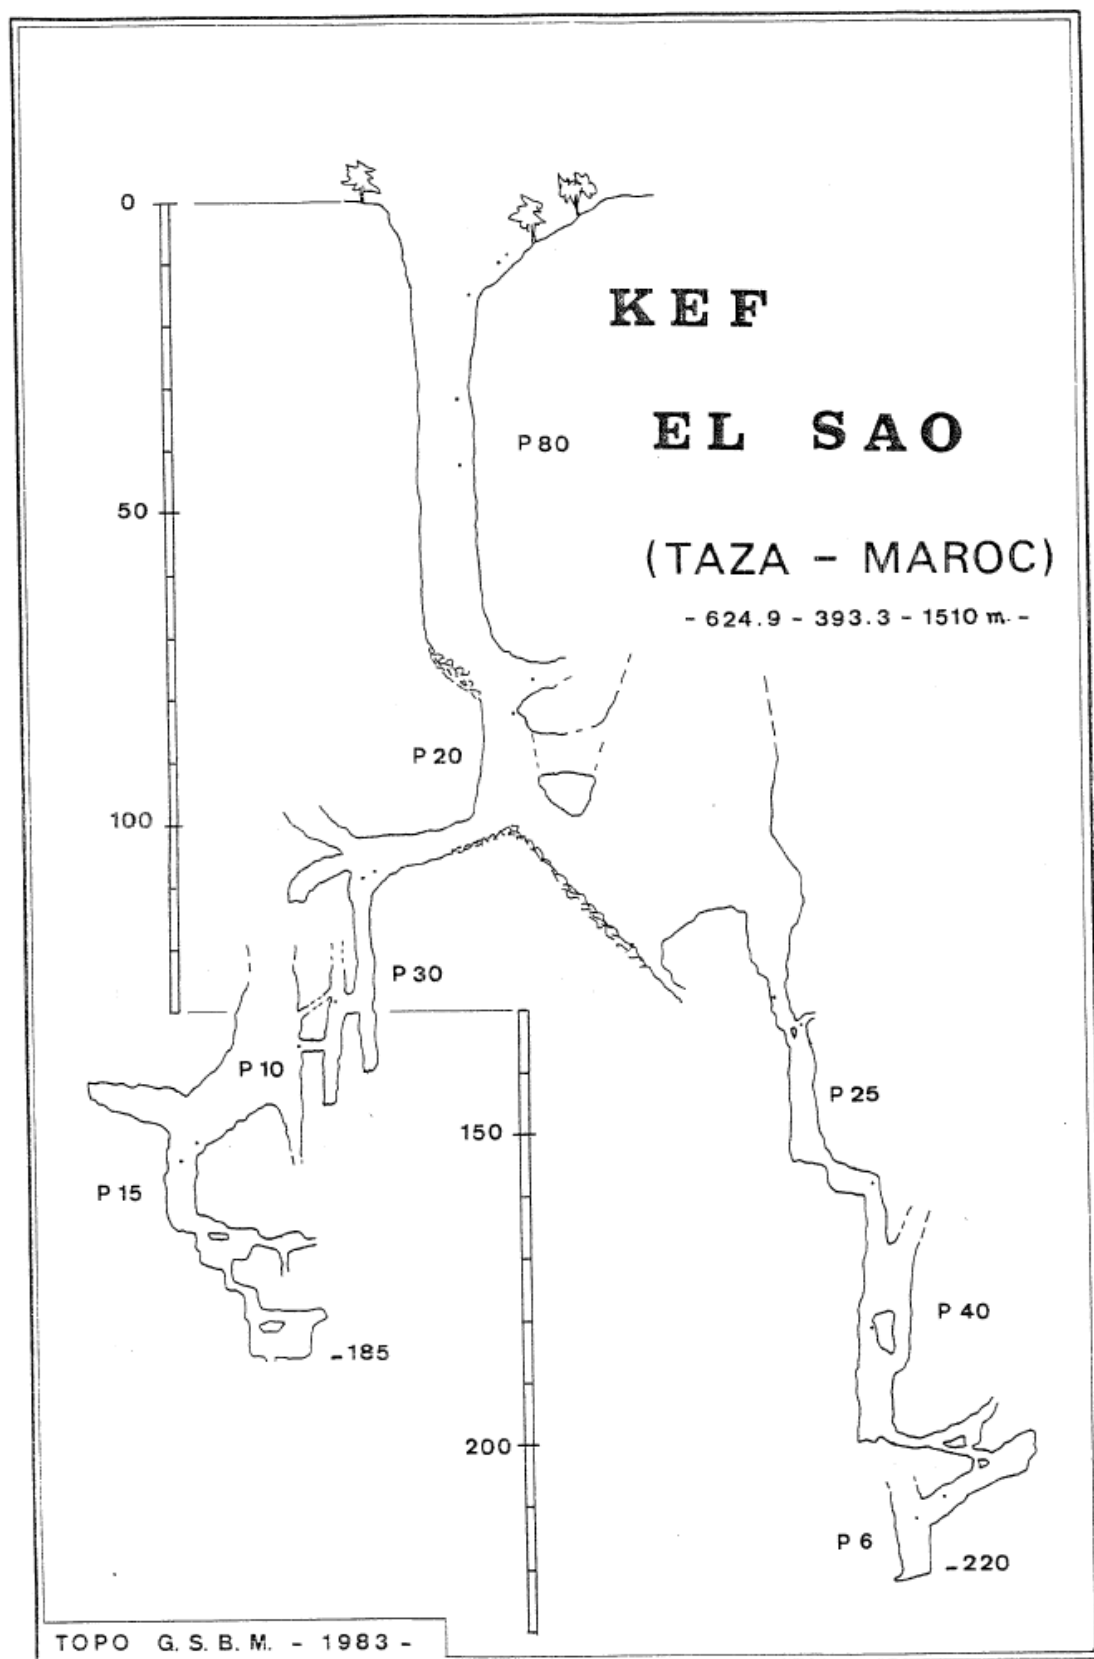 0
KEF
EL SAO
P 80
50
(TAZA - MAROC)
- 624.9 - 393.3 - 1510 m. -
P 20
100
P 30
P 10
P 25
150
P 15
P 40
-185
200
P 6
-220
TOPO G. S. B. M. - 1983 -